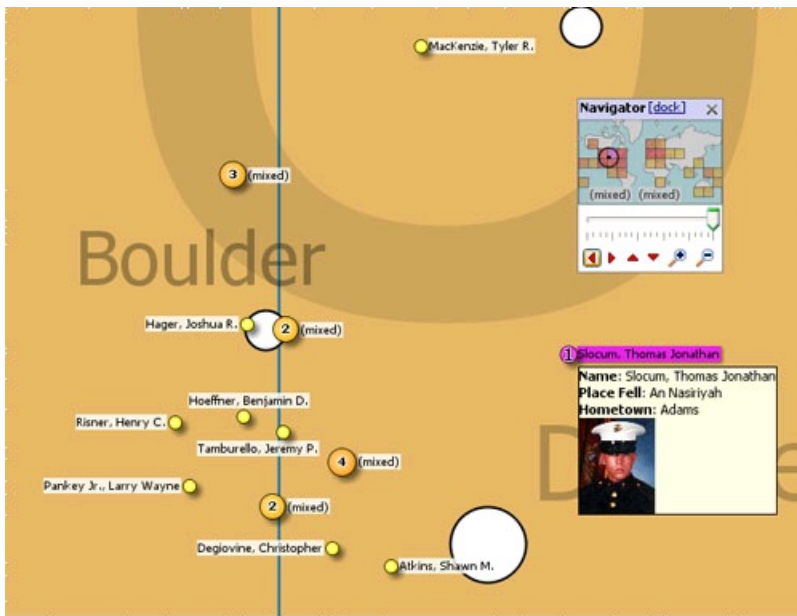 MacKenzie, Tyler R.
Navigator [dock]
(mixed) (mixed)
3 (mixed)
Boulder
Hager, Joshua R.
2 (mixed)
1 Slocum, Thomas Jonathan
Name: Slocum, Thomas Jonathan
Place Fell: An Nasiriyah
Hometown: Adams
Hoeffner, Benjamin D.
Risner, Henry C.
Tamburello, Jeremy P.
4 (mixed)
Pankey Jr., Larry Wayne
2 (mixed)
Degiovine, Christopher
Atkins, Shawn M.